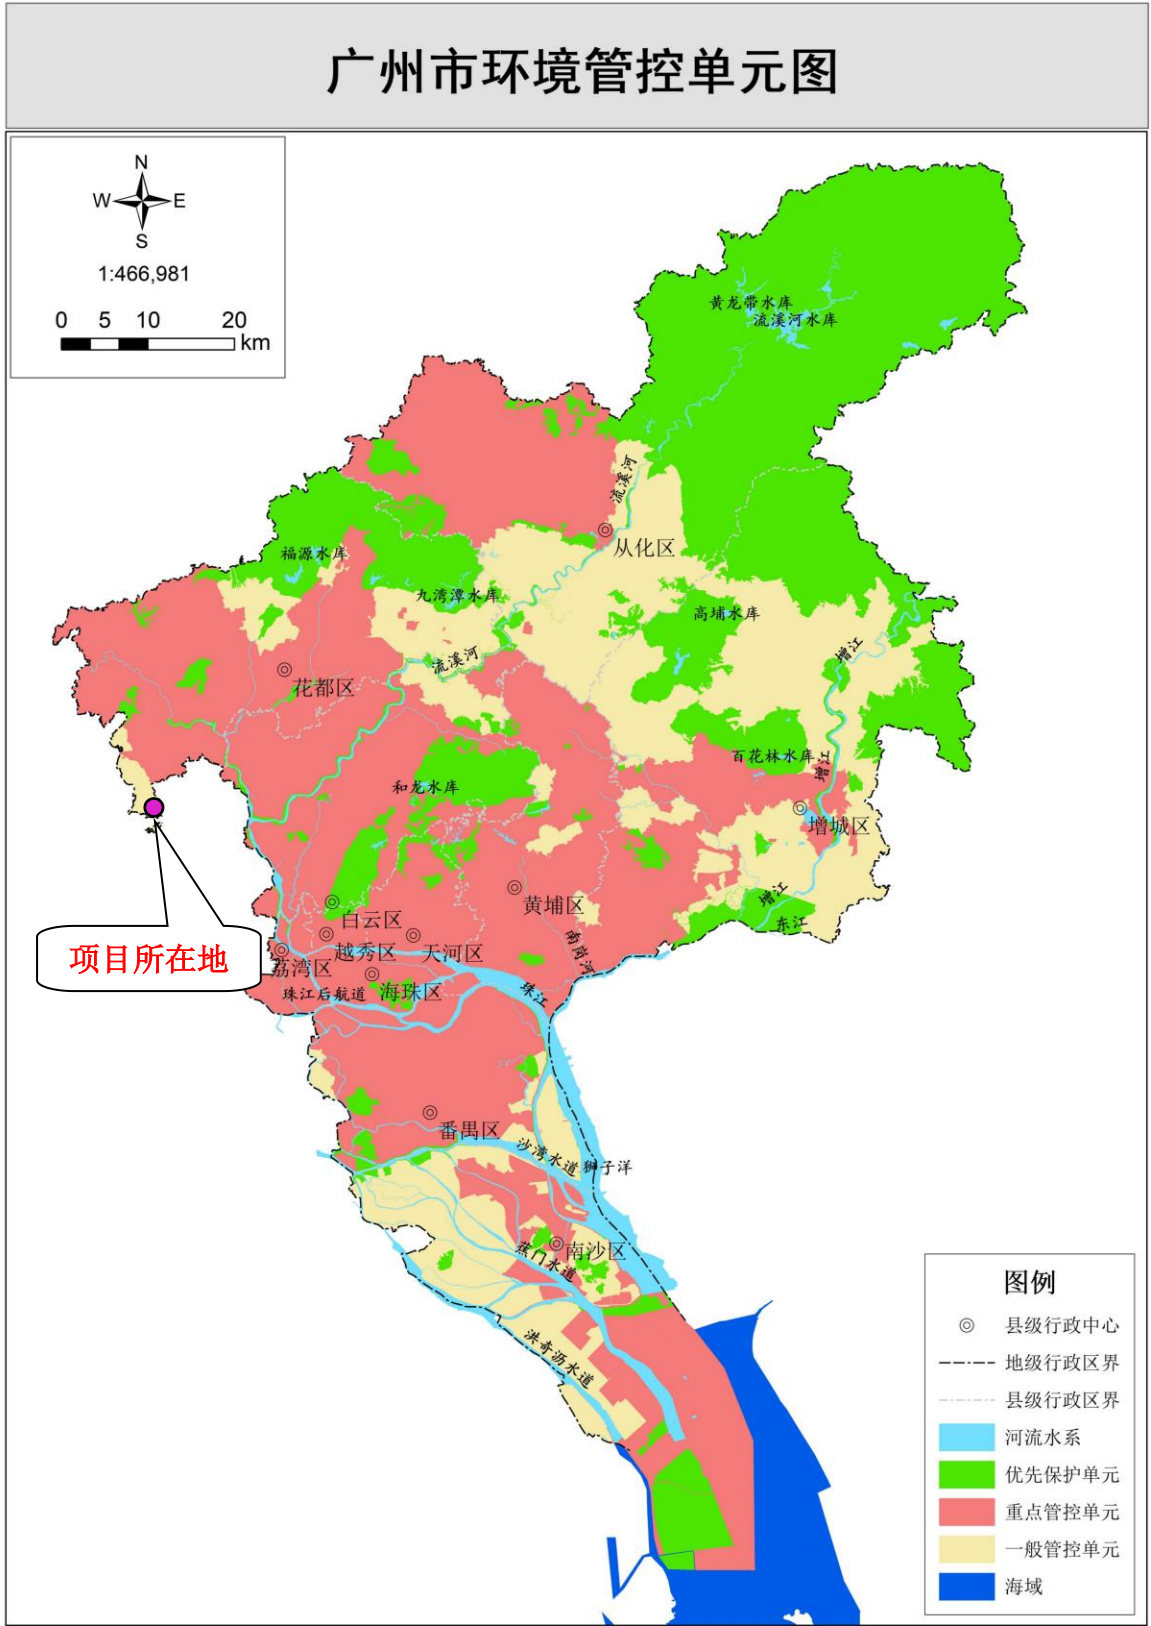 广州市环境管控单元图
N
W E
S
1:466,981
0 5 10 20
km
黄龙带水库
流溪河水库
流溪河
从化区
福源水库
九湾潭水库
高埔水库
增江
流溪河
花都区
百花林水库
增江
和龙水库
增城区
黄埔区
增江
白云区
东江
越秀区
天河区
南岗河
项目所在地
荔湾区
珠江后航道
海珠区
珠江
番禺区
沙湾水道
狮子洋
南沙区
蕉门水道
洪奇沥水道
图例
县级行政中心
地级行政区界
县级行政区界
河流水系
优先保护单元
重点管控单元
一般管控单元
海域